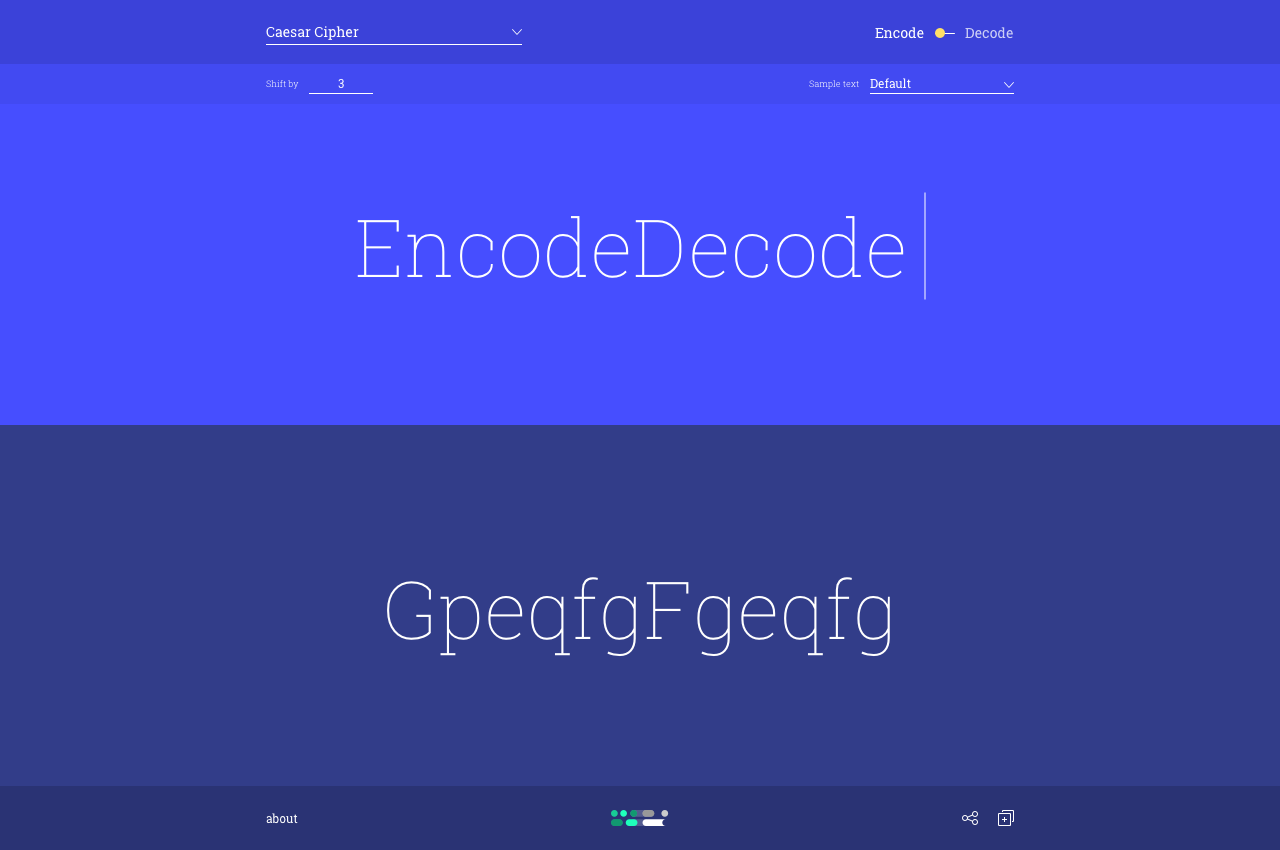 Caesar Cipher Encode Decode
Shift by 3 Sample text Default
EncodeDecode
GpeqfgFgeqfg
about